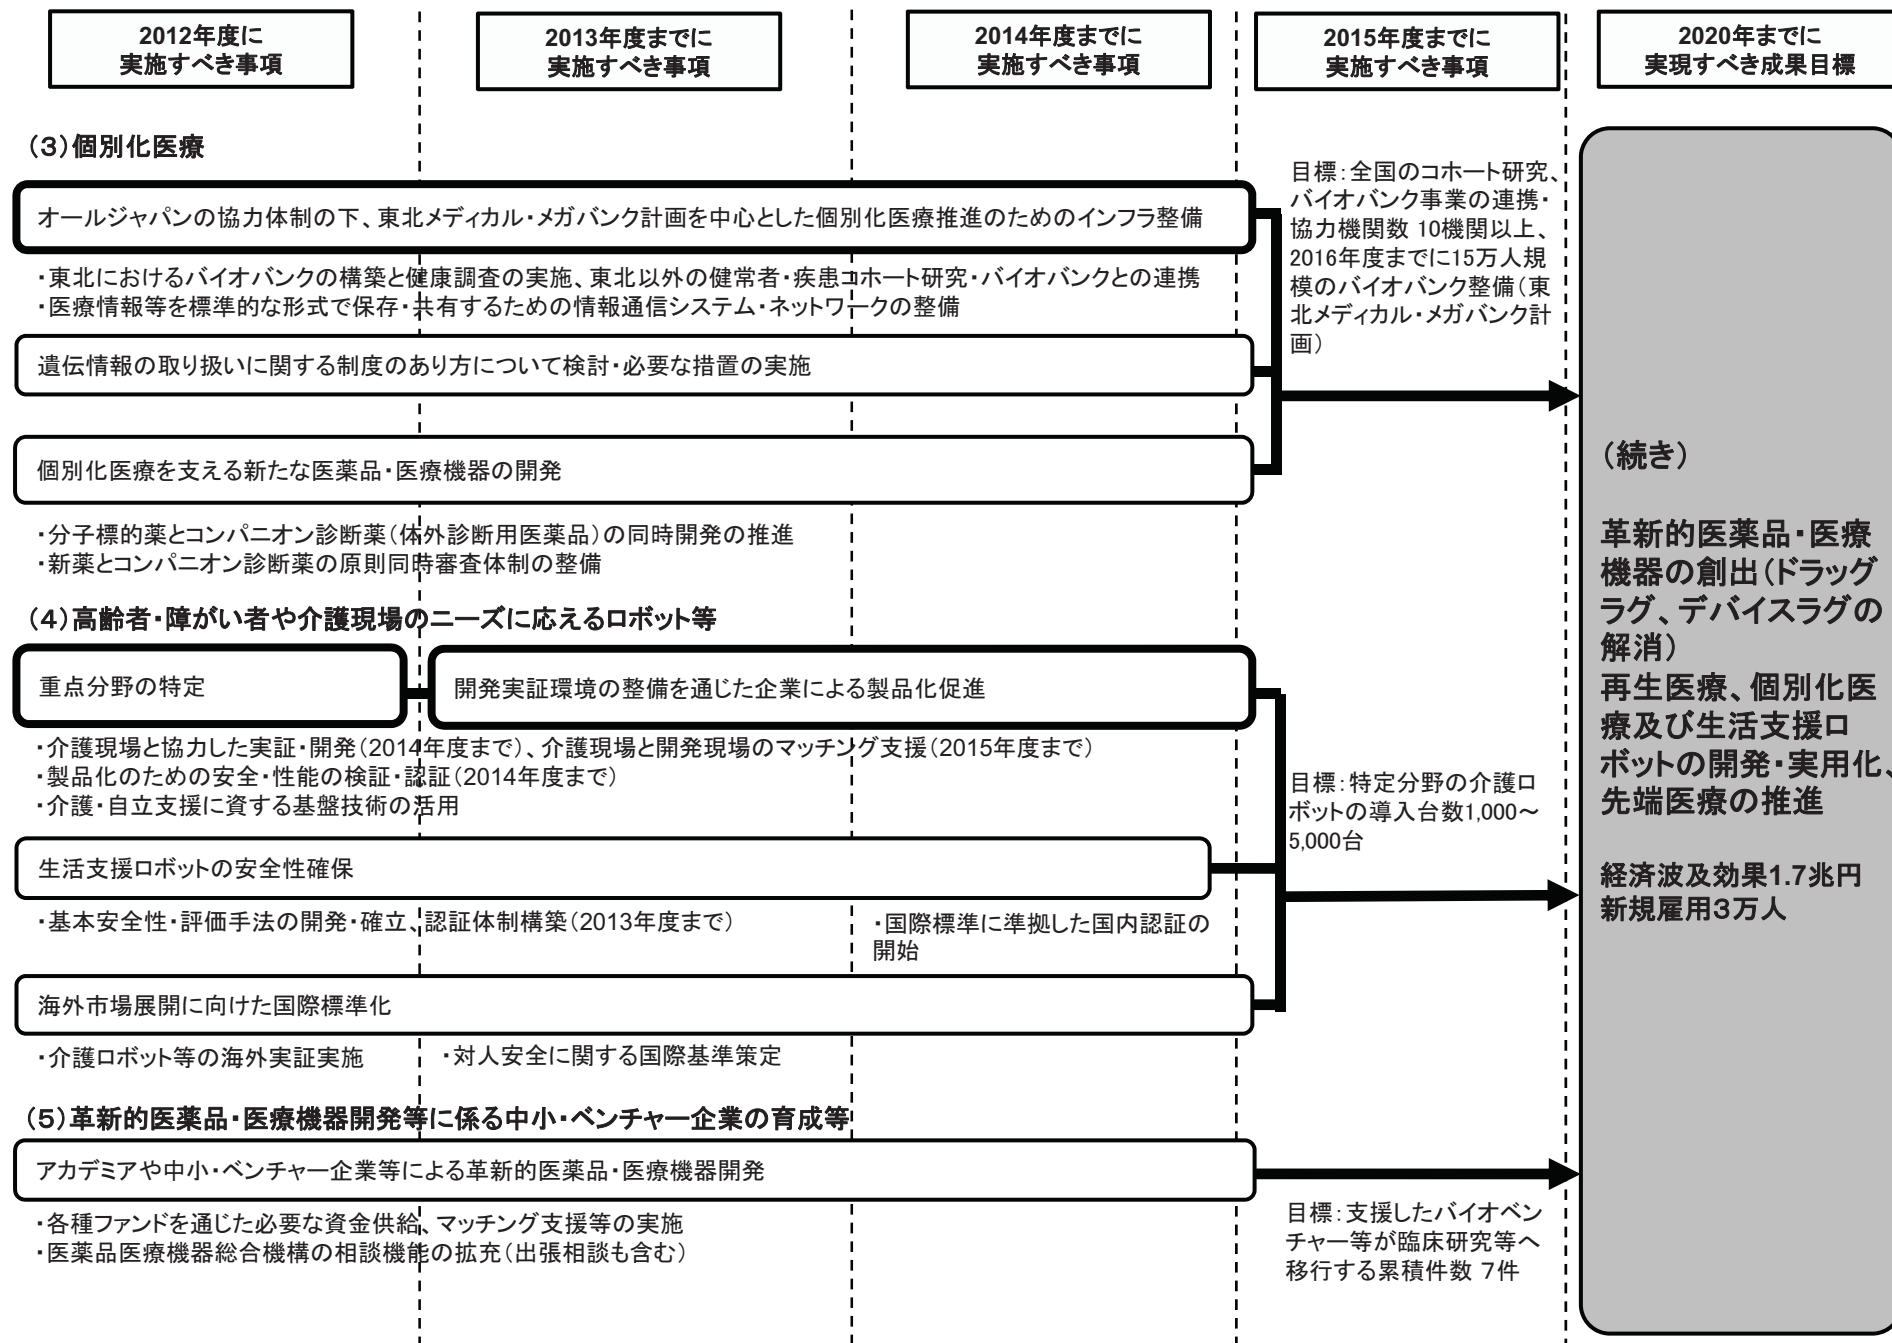 2012年度に
実施すべき事項
2013年度までに
実施すべき事項
2014年度までに
実施すべき事項
2015年度までに
実施すべき事項
2020年までに
実現すべき成果目標
(3)個別化医療
オールジャパンの協力体制の下、東北メディカル・メガバンク計画を中心とした個別化医療推進のためのインフラ整備
・東北におけるバイオバンクの構築と健康調査の実施、東北以外の健常者・疾患コホート研究・バイオバンクとの連携
・医療情報等を標準的な形式で保存・共有するための情報通信システム・ネットワークの整備
遺伝情報の取り扱いに関する制度のあり方について検討・必要な措置の実施
個別化医療を支える新たな医薬品・医療機器の開発
・分子標的薬とコンパニオン診断薬(体外診断用医薬品)の同時開発の推進
・新薬とコンパニオン診断薬の原則同時審査体制の整備
目標：全国のコホート研究、
バイオバンク事業の連携・
協力機関数 10機関以上、
2016年度までに15万人規
模のバイオバンク整備(東
北メディカル・メガバンク計
画)
(4)高齢者・障がい者や介護現場のニーズに応えるロボット等
重点分野の特定
開発実証環境の整備を通じた企業による製品化促進
・介護現場と協力した実証・開発(2014年度まで)、介護現場と開発現場のマッチング支援(2015年度まで)
・製品化のための安全・性能の検証・認証(2014年度まで)
・介護・自立支援に資する基盤技術の活用
目標：特定分野の介護ロ
ボットの導入台数1,000～
5,000台
生活支援ロボットの安全性確保
・基本安全性・評価手法の開発・確立、認証体制構築(2013年度まで)
・国際標準に準拠した国内認証の
開始
海外市場展開に向けた国際標準化
・介護ロボット等の海外実証実施
・対人安全に関する国際基準策定
(5)革新的医薬品・医療機器開発等に係る中小・ベンチャー企業の育成等
アカデミアや中小・ベンチャー企業等による革新的医薬品・医療機器開発
・各種ファンドを通じた必要な資金供給、マッチング支援等の実施
・医薬品医療機器総合機構の相談機能の拡充(出張相談も含む)
目標：支援したバイオベン
チャー等が臨床研究等へ
移行する累積件数 7件
(続き)
革新的医薬品・医療
機器の創出(ドラッグ
ラグ、デバイスラグの
解消)
再生医療、個別化医
療及び生活支援ロ
ボットの開発・実用化、
先端医療の推進
経済波及効果1.7兆円
新規雇用3万人